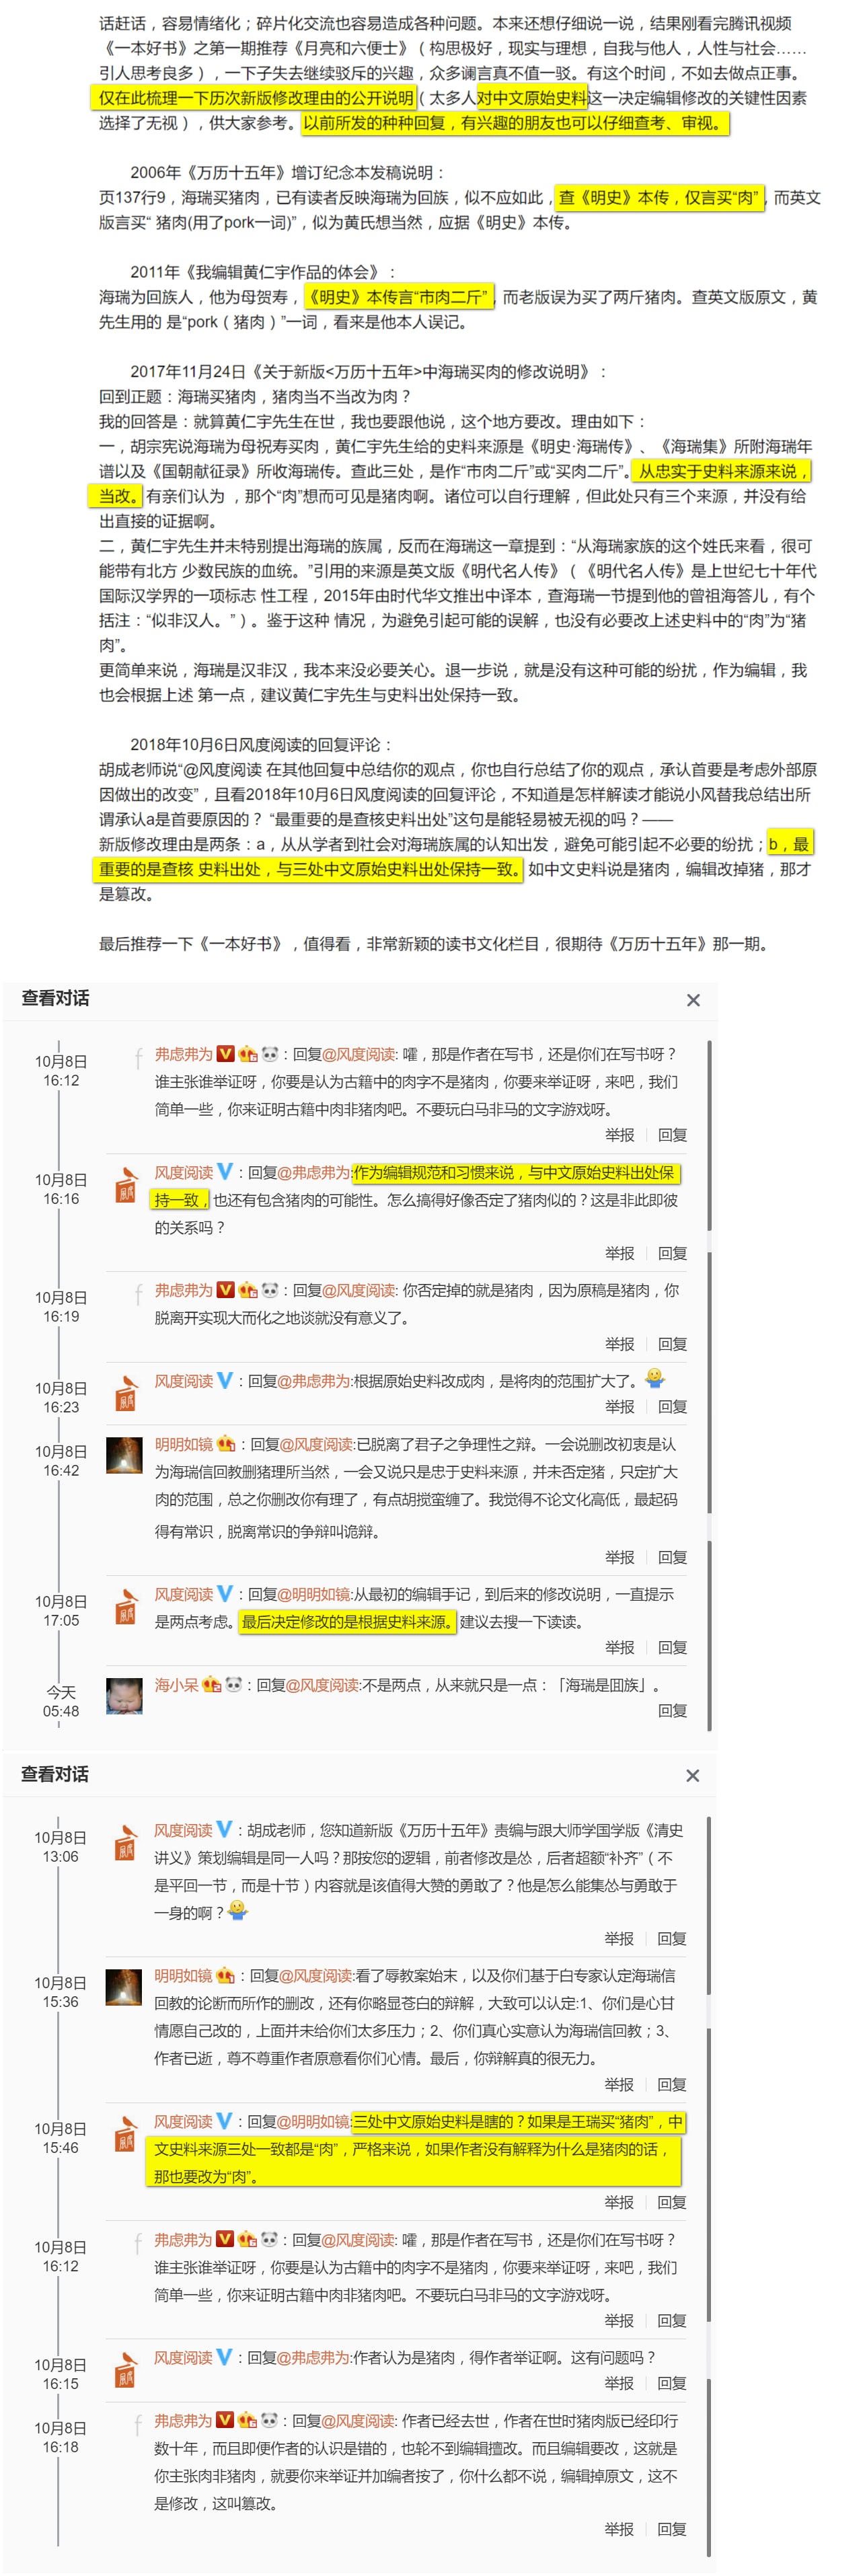 话赶话，容易情绪化；碎片化交流也容易造成各种问题。本来还想仔细说一说，结果刚看完腾讯视频
《一本好书》之第一期推荐《月亮和六便士》（构思极好，现实与理想，自我与他人，人性与社会……
引人思考良多），一下子失去继续驳斥的兴趣，众多谰言真不值一驳。有这个时间，不如去做点正事。
仅在此梳理一下历次新版修改理由的公开说明（太多人对中文原始史料这一决定编辑修改的关键性因素
选择了无视），供大家参考。以前所发的种种回复，有兴趣的朋友也可以仔细查考、审视。
2006年《万历十五年》增订纪念本发稿说明：
页137行9，海瑞买猪肉，已有读者反映海瑞为回族，似不应如此，查《明史》本传，仅言买“肉”，而英文
版言买“ 猪肉(用了pork一词)”，似为黄氏想当然，应据《明史》本传。
2011年《我编辑黄仁宇作品的体会》：
海瑞为回族人，他为母贺寿，《明史》本传言“市肉二斤”，而老版误为买了两斤猪肉。查英文版原文，黄
先生用的 是“pork（猪肉）”一词，看来是他本人误记。
2017年11月24日《关于新版<万历十五年>中海瑞买肉的修改说明》：
回到正题：海瑞买猪肉，猪肉当不当改为肉？
我的回答是：就算黄仁宇先生在世，我也要跟他说，这个地方要改。理由如下：
一，胡宗宪说海瑞为母祝寿买肉，黄仁宇先生给的史料来源是《明史·海瑞传》、《海瑞集》所附海瑞年
谱以及《国朝献征录》所收海瑞传。查此三处，是作“市肉二斤”或“买肉二斤”。从忠实于史料来源来说，
当改。有亲们认为，那个“肉”想而可见是猪肉啊。诸位可以自行理解，但此处只有三个来源，并没有给
出直接的证据啊。
二，黄仁宇先生并未特别提出海瑞的族属，反而在海瑞这一章提到：“从海瑞家族的这个姓氏来看，很可
能带有北方 少数民族的血统。”引用的来源是英文版《明代名人传》（《明代名人传》是上世纪七十年代
国际汉学界的一项标志 性工程，2015年由时代华文推出中译本，查海瑞一节提到他的曾祖海答儿，有个
括注：“似非汉人。”）。鉴于这种 情况，为避免引起可能的误解，也没有必要改上述史料中的“肉”为“猪
肉”。
更简单来说，海瑞是汉非汉，我本来没必要关心。退一步说，就是没有这种可能的纷扰，作为编辑，我
也会根据上述 第一点，建议黄仁宇先生与史料出处保持一致。
2018年10月6日风度阅读的回复评论：
胡成老师说“@风度阅读 在其他回复中总结你的观点，你也自行总结了你的观点，承认首要是考虑外部原
因做出的改变”，且看2018年10月6日风度阅读的回复评论，不知道是怎样解读才能说小风替我总结出所
谓承认a是首要原因的？ “最重要的是查核史料出处”这句是能轻易被无视的吗？——
新版修改理由是两条：a，从从学者到社会对海瑞族属的认知出发，避免可能引起不必要的纷扰；b，最
重要的是查核 史料出处，与三处中文原始史料出处保持一致。如中文史料说是猪肉，编辑改掉猪，那才
是篡改。
最后推荐一下《一本好书》，值得看，非常新颖的读书文化栏目，很期待《万历十五年》那一期。
查看对话
10月8日
16:12
弗虑弗为：回复@风度阅读: 嚯，那是作者在写书，还是你们在写书呀？
谁主张谁举证呀，你要是认为古籍中的肉字不是猪肉，你要来举证呀，来吧，我们
简单一些，你来证明古籍中肉非猪肉吧。不要玩白马非马的文字游戏呀。
举报 回复
10月8日
16:16
风度阅读：回复@弗虑弗为:作为编辑规范和习惯来说，与中文原始史料出处保
持一致，也还有包含猪肉的可能性。怎么搞得好像否定了猪肉似的？这是非此即彼
的关系吗？
举报 回复
10月8日
16:19
弗虑弗为：回复@风度阅读: 你否定掉的就是猪肉，因为原稿是猪肉，你
脱离开实现大而化之地谈就没有意义了。
举报 回复
10月8日
16:23
风度阅读：回复@弗虑弗为:根据原始史料改成肉，是将肉的范围扩大了。
举报 回复
10月8日
16:42
明明如镜：回复@风度阅读:已脱离了君子之争理性之辩。一会说删改初衷是认
为海瑞信回教删猪理所当然，一会又说只是忠于史料来源，并未否定猪，只定扩大
肉的范围，总之你删改你有理了，有点胡搅蛮缠了。我觉得不论文化高低，最起码
得有常识，脱离常识的争辩叫诡辩。
举报 回复
10月8日
17:05
风度阅读：回复@明明如镜:从最初的编辑手记，到后来的修改说明，一直提示
是两点考虑。最后决定修改的是根据史料来源。建议去搜一下读读。
举报 回复
今天
05:48
海小呆：回复@风度阅读:不是两点，从来就只是一点：「海瑞是囬族」。
回复
查看对话
10月8日
13:06
风度阅读：胡成老师，您知道新版《万历十五年》责编与跟大师学国学版《清史
讲义》策划编辑是同一人吗？那按您的逻辑，前者修改是怂，后者超额“补齐”（不
是平回一节，而是十节）内容就是该值得大赞的勇敢了？他是怎么能集怂与勇敢于
一身的啊？
举报 回复
10月8日
15:36
明明如镜：回复@风度阅读:看了辱教案始末，以及你们基于白专家认定海瑞信
回教的论断而所作的删改，还有你略显苍白的辩解，大致可以认定:1、你们是心甘
情愿自己改的，上面并未给你们太多压力；2、你们真心实意认为海瑞信回教；3、
作者已逝，尊不尊重作者原意看你们心情。最后，你辩解真的很无力。
举报 回复
10月8日
15:46
风度阅读：回复@明明如镜:三处中文原始史料是瞎的？如果是王瑞买“猪肉”，中
文史料来源三处一致都是“肉”，严格来说，如果作者没有解释为什么是猪肉的话，
那也要改为“肉”。
举报 回复
10月8日
16:12
弗虑弗为：回复@风度阅读: 嚯，那是作者在写书，还是你们在写书呀？
谁主张谁举证呀，你要是认为古籍中的肉字不是猪肉，你要来举证呀，来吧，我们
简单一些，你来证明古籍中肉非猪肉吧。不要玩白马非马的文字游戏呀。
举报 回复
10月8日
16:15
风度阅读：回复@弗虑弗为:作者认为是猪肉，得作者举证啊。这有问题吗？
举报 回复
10月8日
16:18
弗虑弗为：回复@风度阅读: 作者已经去世，作者在世时猪肉版已经印行
数十年，而且即便作者的认识是错的，也轮不到编辑擅改。而且编辑要改，这就是
你主张肉非猪肉，就要你来举证并加编者按了，你什么都不说，编辑掉原文，这不
是修改，这叫篡改。
举报 回复